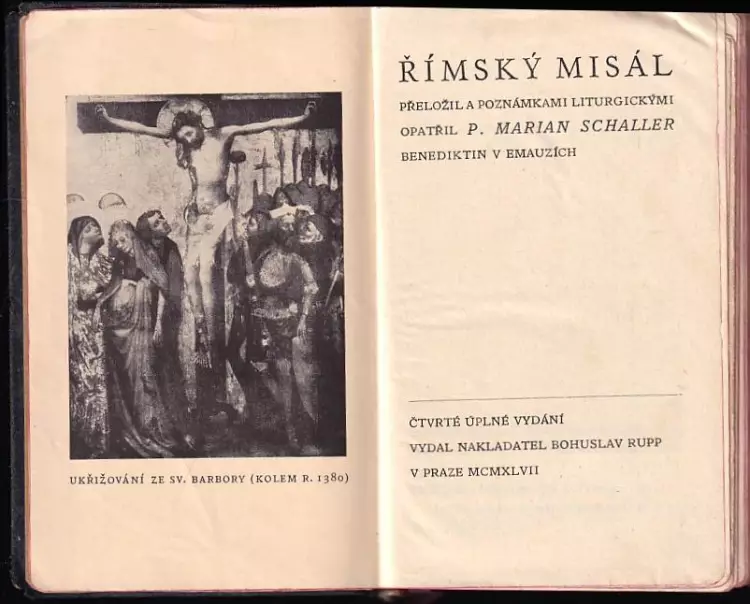 UKŘIŽOVÁNÍ ZE SV. BARBORY (KOLEM R. 1380)
ŘÍMSKÝ MISÁL
PŘELOŽIL A POZNÁMKAMI LITURGICKÝMI
OPATŘIL P. MARIAN SCHALLER
BENEDIKTIN V EMAUZÍCH
ČTVRTÉ ÚPLNÉ VYDÁNÍ
VYDAL NAKLADATEL BOHUSLAV RUPP
V PRAZE MCMXLVII